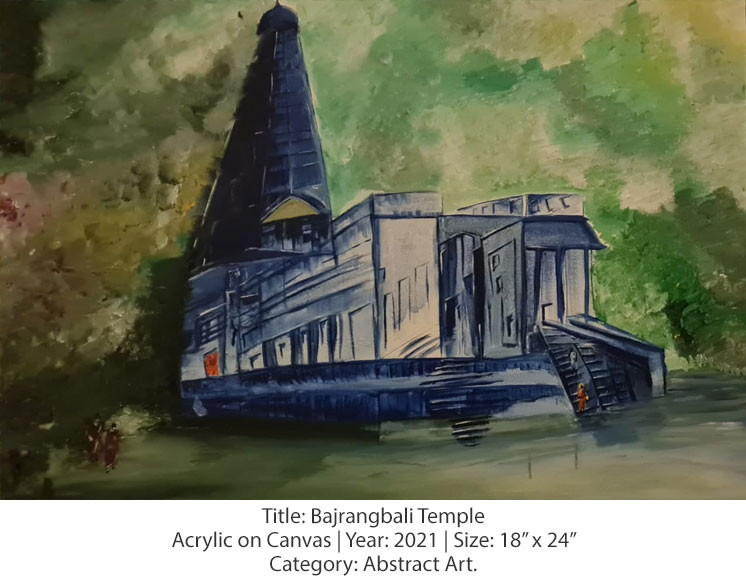 Title: Bajrangbali Temple
Acrylic on Canvas | Year: 2021 | Size: 18” x 24”
Category: Abstract Art.